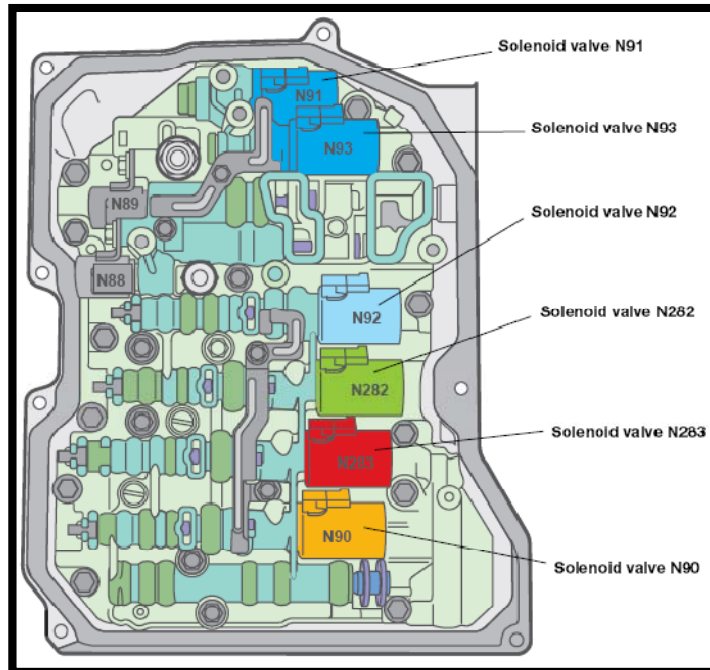 Solenoid valve N91
N91
Solenoid valve N93
N93
N89
Solenoid valve N92
N88
N92
Solenoid valve N282
N282
Solenoid valve N283
N283
N90
Solenoid valve N90